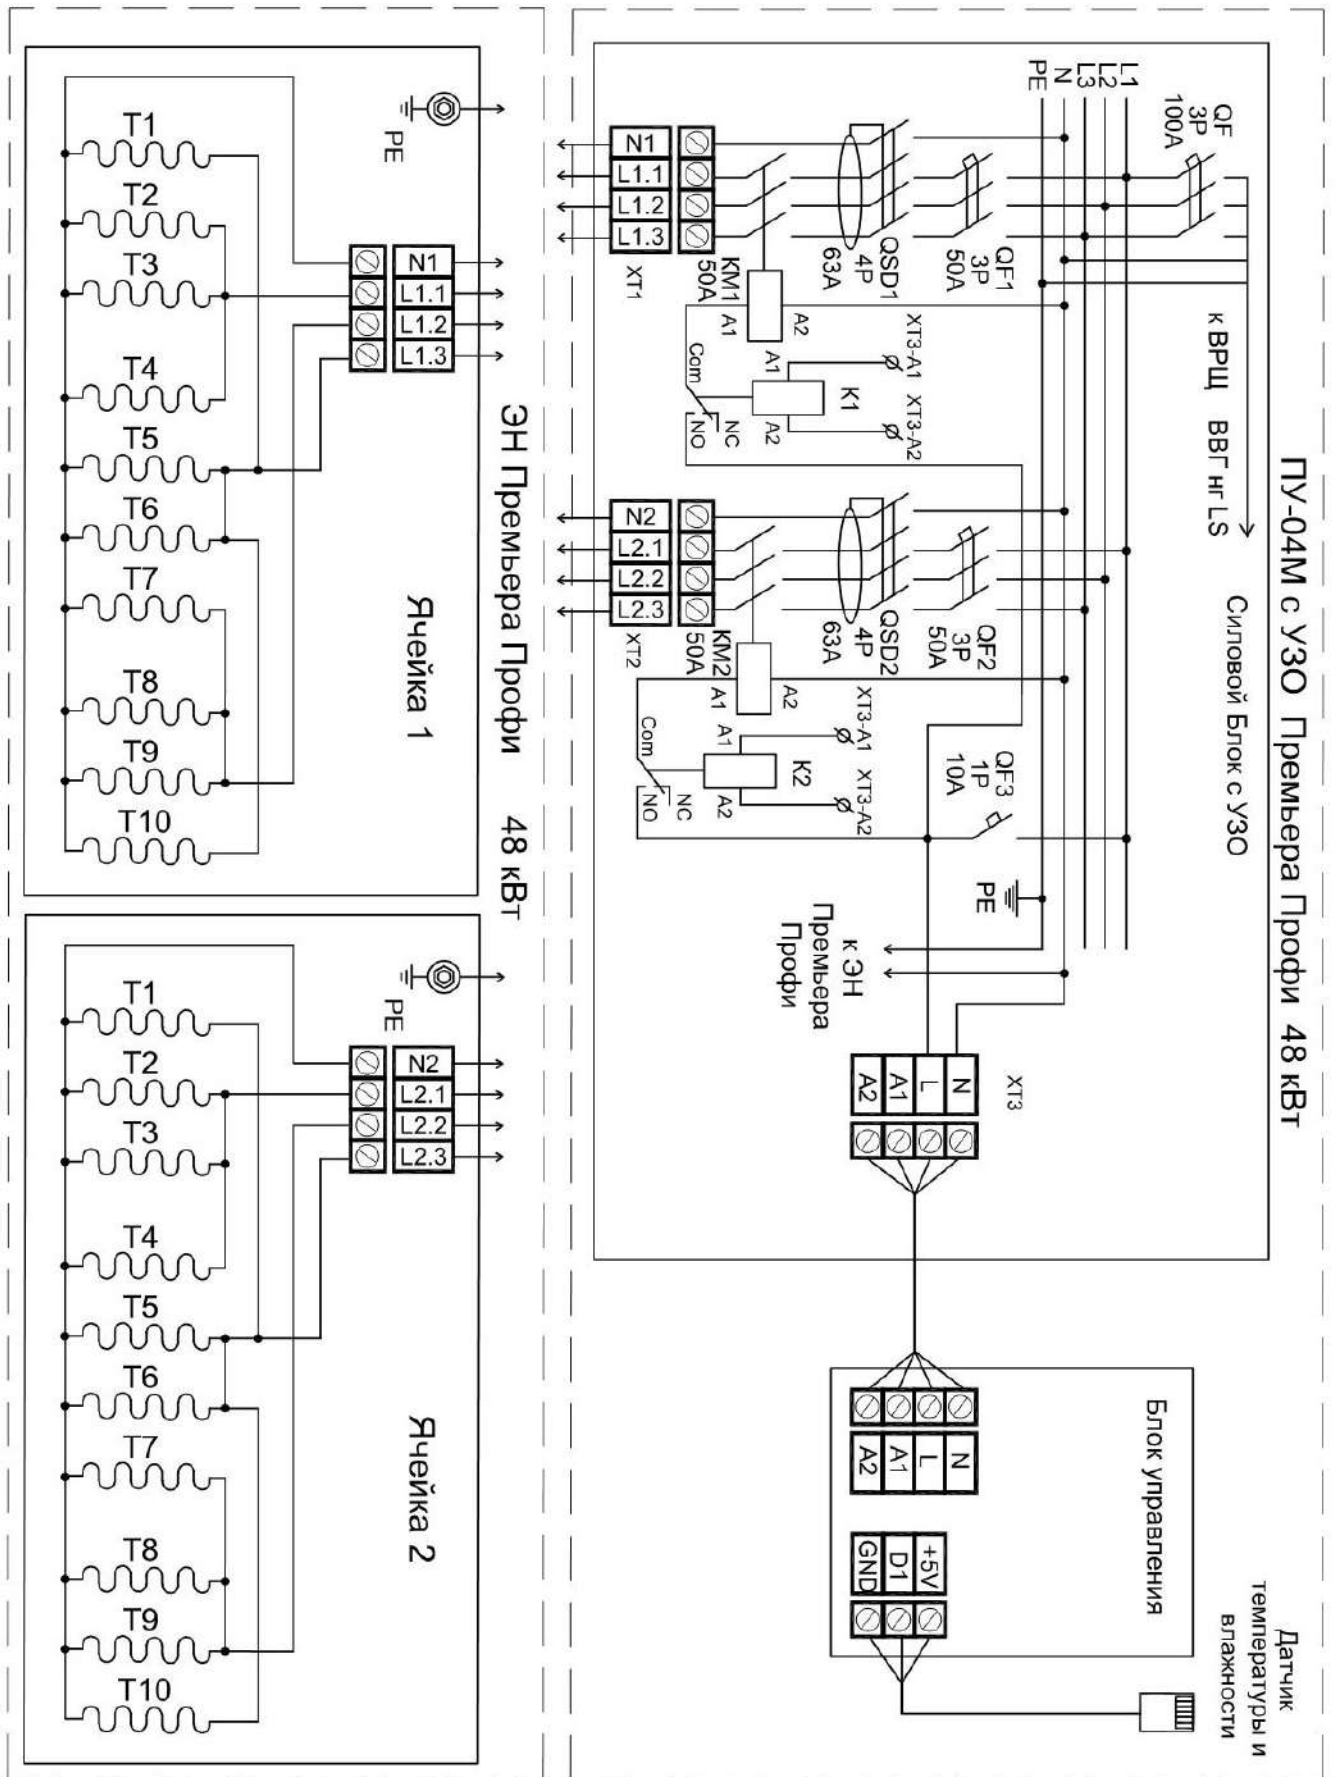 ПУ-04М с УЗО Премьера Профи 48 кВт
Силовой Блок с УЗО
QF
3P
100A
к ВРЩ ВВГ нг LS
L1
L2
L3
N
PE
QF1
3P
50A
QSD1
4P
63A
KM1
50A
A1
A2
N1
L1.1
L1.2
L1.3
XT1
K1
A1
A2
XT3-A1
XT3-A2
Com
NO
NC
QF2
3P
50A
QSD2
4P
63A
KM2
50A
A1
A2
N2
L2.1
L2.2
L2.3
XT2
K2
A1
A2
XT3-A1
XT3-A2
Com
NO
NC
QF3
1P
10A
PE
к ЭН
Премьера
Профи
XT3
N
L
A1
A2
Блок управления
N
L
A1
A2
+5V
D1
GND
Датчик
температуры и
влажности
ЭН Премьера Профи 48 кВт
Ячейка 1
PE
N1
L1.1
L1.2
L1.3
T1
T2
T3
T4
T5
T6
T7
T8
T9
T10
Ячейка 2
PE
N2
L2.1
L2.2
L2.3
T1
T2
T3
T4
T5
T6
T7
T8
T9
T10